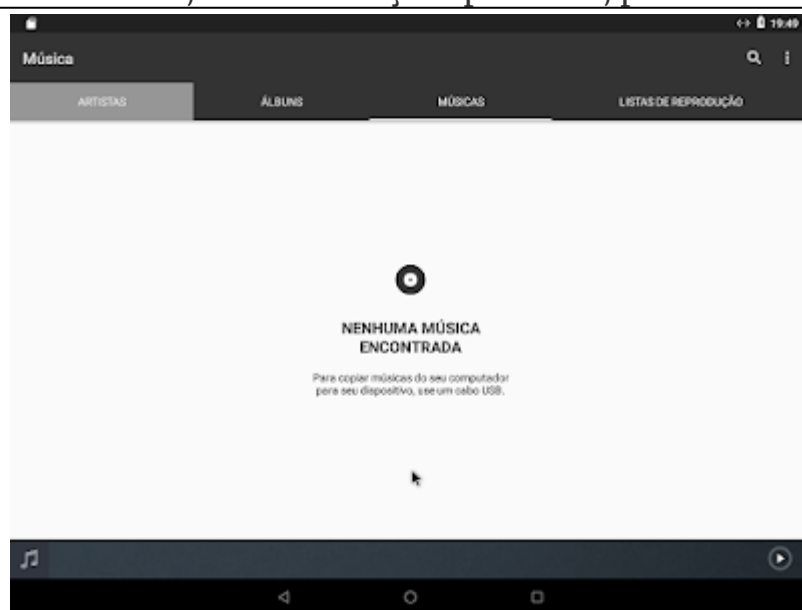 19:49
Música
ARTISTAS
ÁLBUNS
MÚSICAS
LISTAS DE REPRODUÇÃO
NENHUMA MÚSICA
ENCONTRADA
Para copiar músicas do seu computador
para seu dispositivo, use um cabo USB.